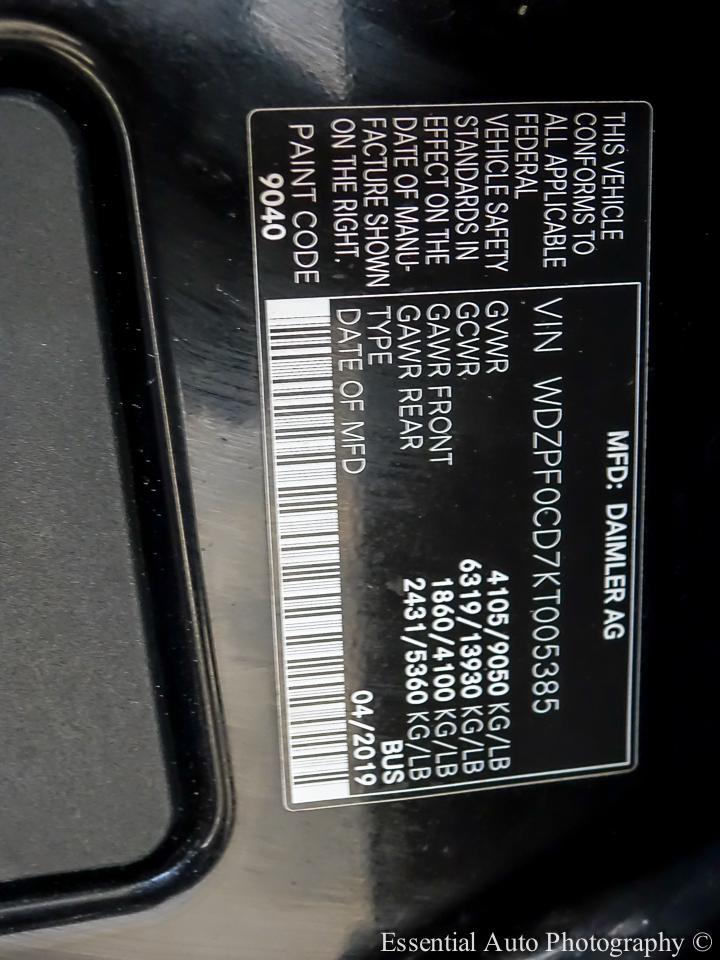 MFD: DAIMLER AG
VIN WDZPF0CD7KT005385
THIS VEHICLE
CONFORMS TO
ALL APPLICABLE
FEDERAL
VEHICLE SAFETY
STANDARDS IN
EFFECT ON THE
DATE OF MANU-
FACTURE SHOWN
ON THE RIGHT.
PAINT CODE
9040
GVWR 4105/9050 KG/LB
GCWR 6319/13930 KG/LB
GAWR FRONT 1860/4100 KG/LB
GAWR REAR 2431/5360 KG/LB
TYPE BUS
DATE OF MFD 04/2019
Essential Auto Photography ©